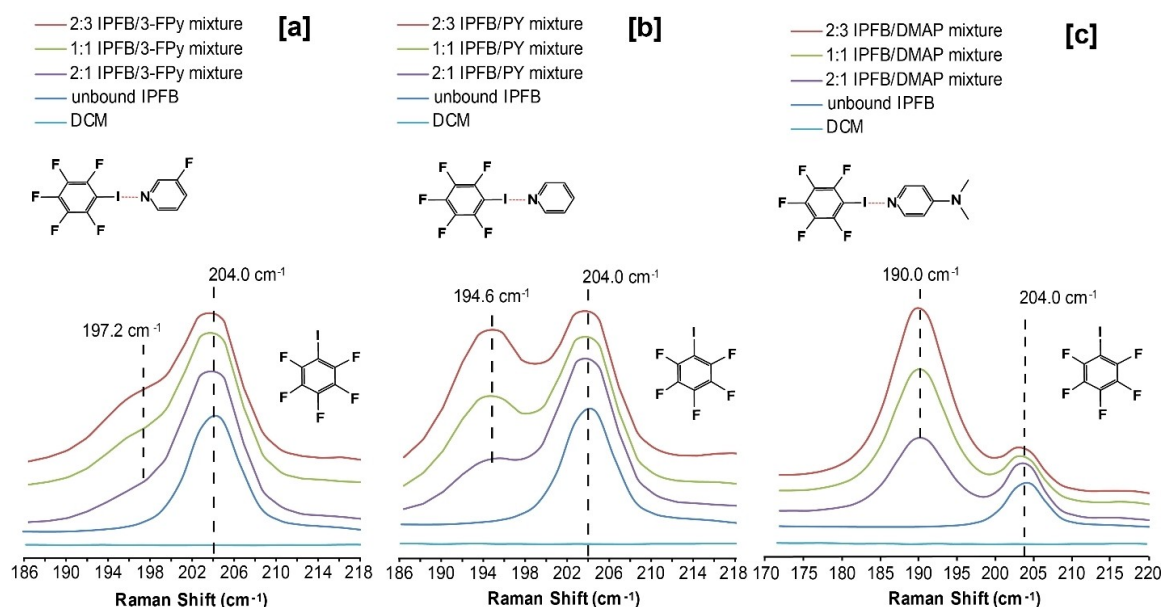 [a]
2:3 IPFB/3-FPy mixture
1:1 IPFB/3-FPy mixture
2:1 IPFB/3-FPy mixture
unbound IPFB
DCM
F
F F
F I N
F F
204.0 cm-1
197.2 cm -1
I
F F
F F
F
186 190 194 198 202 206 210 214 218
Raman Shift (cm-1)
[b]
2:3 IPFB/PY mixture
1:1 IPFB/PY mixture
2:1 IPFB/PY mixture
unbound IPFB
DCM
F F
F I N
F F
204.0 cm-1
194.6 cm -1
I
F F
F F
F
186 190 194 198 202 206 210 214 218
Raman Shift (cm-1)
[c]
2:3 IPFB/DMAP mixture
1:1 IPFB/DMAP mixture
2:1 IPFB/DMAP mixture
unbound IPFB
DCM
F F
F I N N
F F
190.0 cm-1
204.0 cm-1
I
F F
F F
F
170 175 180 185 190 195 200 205 210 215 220
Raman Shift (cm-1)